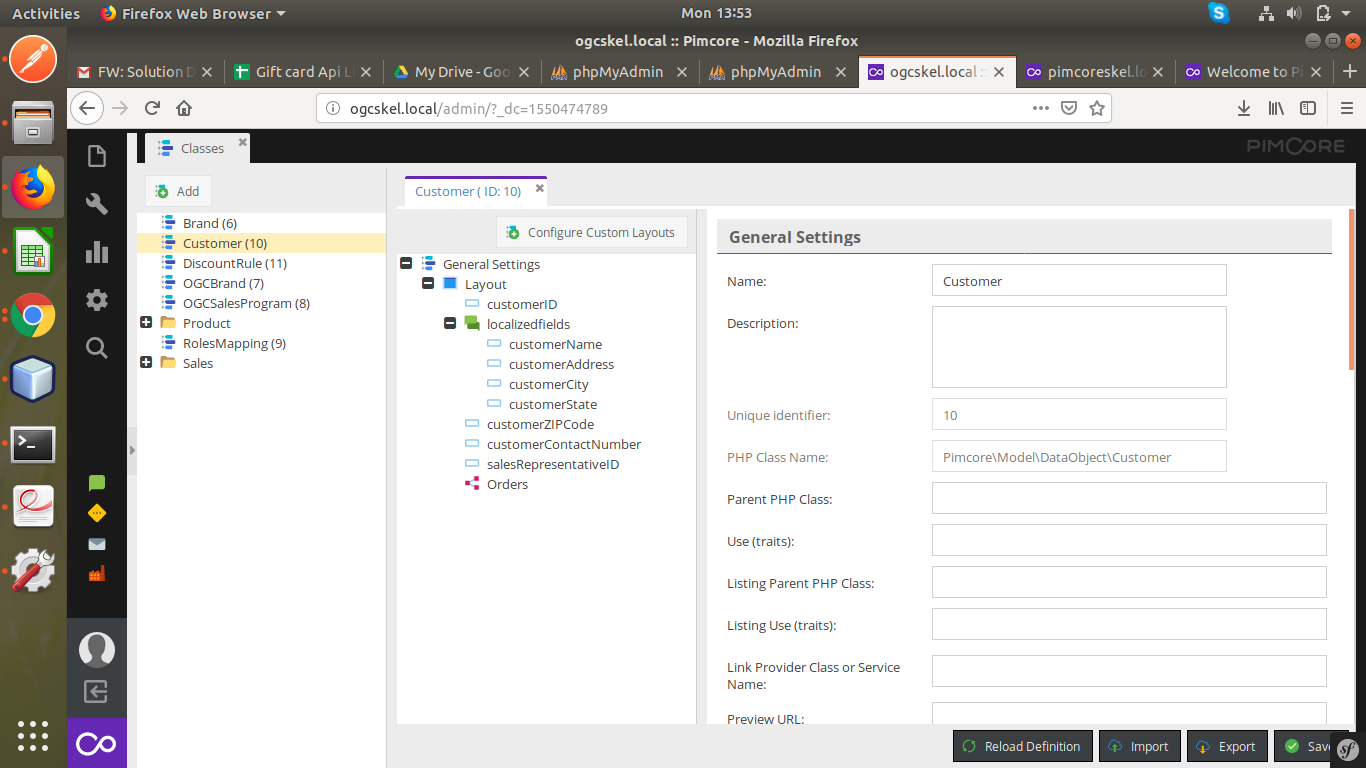 Activities Firefox Web Browser Mon 13:53
ogcskel.local :: Pimcore - Mozilla Firefox
FW: Solution D Gift card Api L My Drive - Goo phpMyAdmin phpMyAdmin ogcskel.local :: pimcoreskel.lo Welcome to P
ogcskel.local/admin/?_dc=1550474789
Classes
PIMCORE
Add
Brand (6)
Customer (10)
DiscountRule (11)
OGCBrand (7)
OGCSalesProgram (8)
Product
RolesMapping (9)
Sales
Customer ( ID: 10)
Configure Custom Layouts
General Settings
Layout
customerID
localizedfields
customerName
customerAddress
customerCity
customerState
customerZIPCode
customerContactNumber
salesRepresentativeID
Orders
General Settings
Name: Customer
Description:
Unique identifier: 10
PHP Class Name: Pimcore\Model\DataObject\Customer
Parent PHP Class:
Use (traits):
Listing Parent PHP Class:
Listing Use (traits):
Link Provider Class or Service
Name:
Preview URL:
Reload Definition Import Export Save
sf